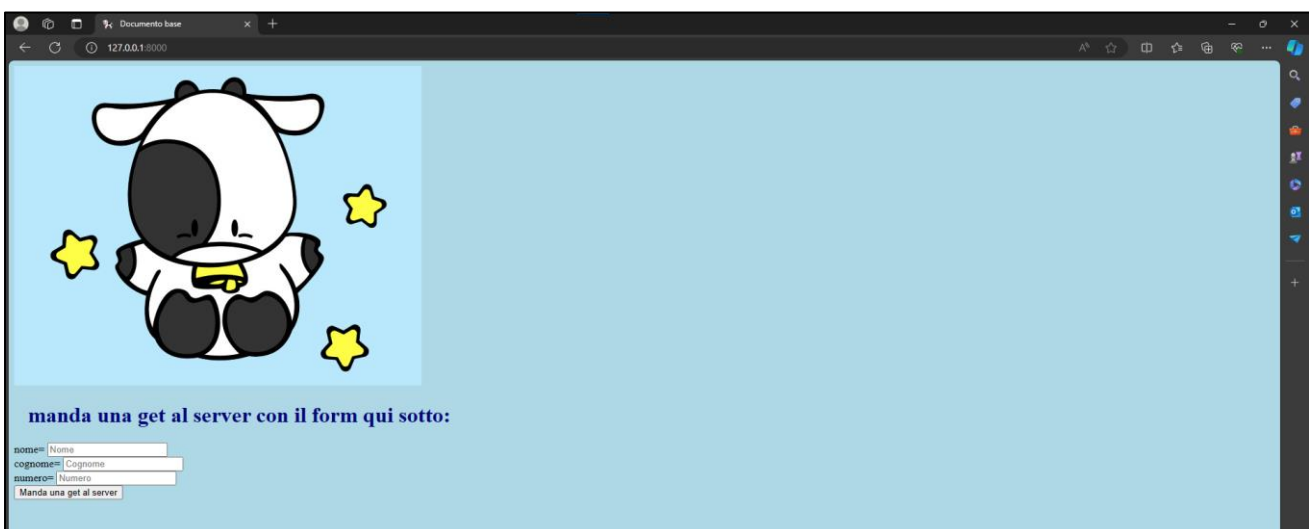 Documento base
127.0.0.1:8000
manda una get al server con il form qui sotto:
nome= Nome
cognome= Cognome
numero= Numero
Manda una get al server